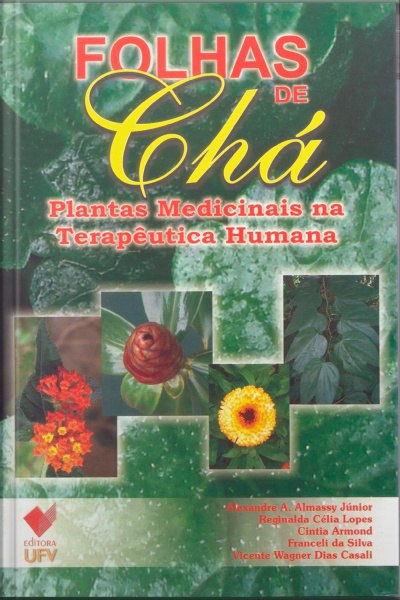 FOLHAS
DE
Chá
Plantas Medicinais na
Terapêutica Humana
Alexandre A. Almassy Júnior
Reginalda Célia Lopes
Cíntia Armond
Franceli da Silva
Vicente Wagner Dias Casali
EDITORA
UFV